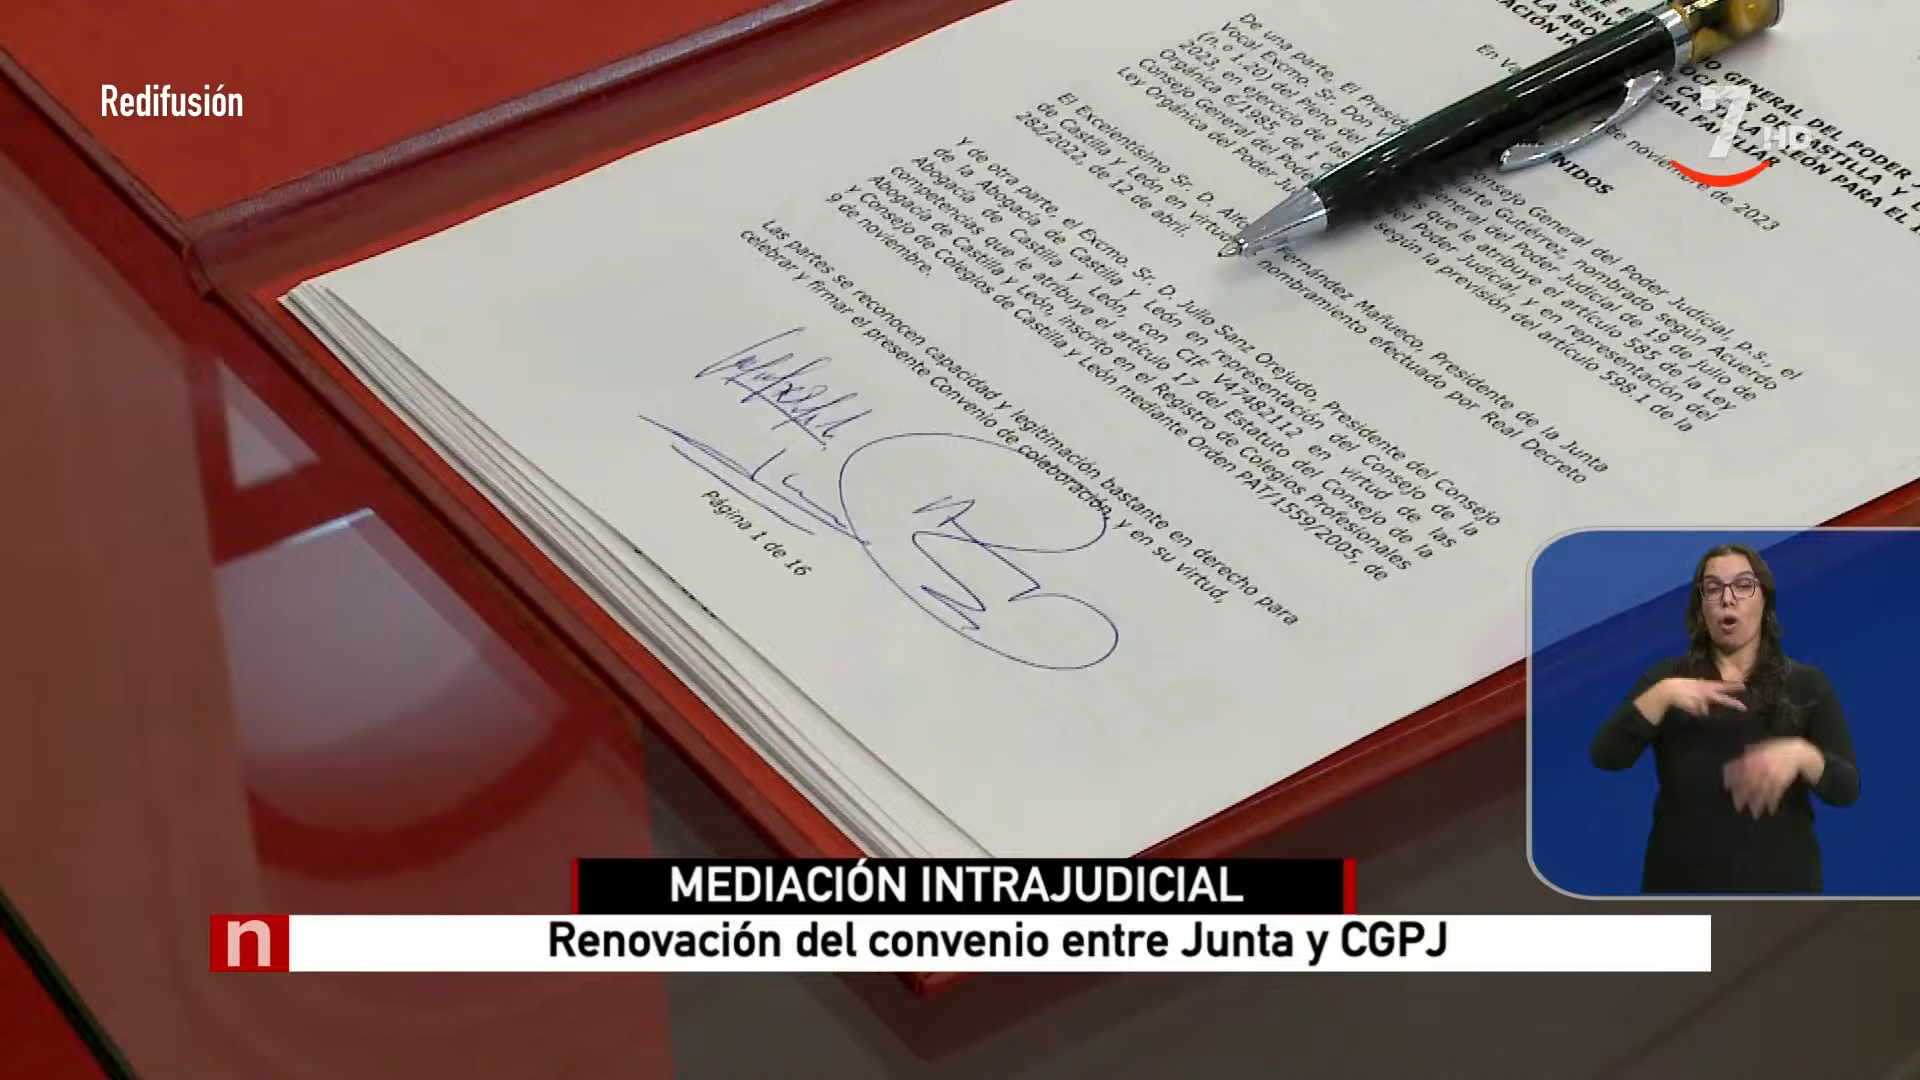 Redifusión
7 HD
O GENERAL DEL PODER
CASTILLA Y
LEÓN PARA EL
de noviembre de 2023
De una parte, El
Vocal Excmo. Sr. Don
Consejo General del Poder Judicial, p.s., el
Gutiérrez, nombrado según Acuerdo
(n.o 1.20) del Pleno del
General del Poder Judicial de 19 de julio de
2023, en ejercicio de las
que le atribuye el artículo 585 de la Ley
Orgánica 6/1985, de 1 de
del Poder Judicial, y en representación del
Consejo General del Poder
según la previsión del artículo 598.1 de la
Ley Orgánica del Poder
El Excelentísimo Sr. D.
Fernández Mañueco, Presidente de la Junta
de Castilla y León en virtud
nombramiento efectuado por Real Decreto
282/2022, de 12 de abril.
Y de otra parte, el Excmo. Sr. D. Julio Sanz Orejudo, Presidente del Consejo
de la Abogacía de Castilla y León en representación del Consejo de la
Abogacía de Castilla y León, con CIF V47482112 en virtud de las
competencias que le atribuye el artículo 17 del Estatuto del Consejo de la
Abogacía de Castilla y León, inscrito en el Registro de Colegios Profesionales
y Consejo de Colegios de Castilla y León mediante Orden PAT/1559/2005, de
9 de noviembre.
Las partes se reconocen capacidad y legitimación bastante en derecho para
celebrar y firmar el presente Convenio de colaboración, y en su virtud,
Página 1 de 16
MEDIACIÓN INTRAJUDICIAL
n
Renovación del convenio entre Junta y CGPJ